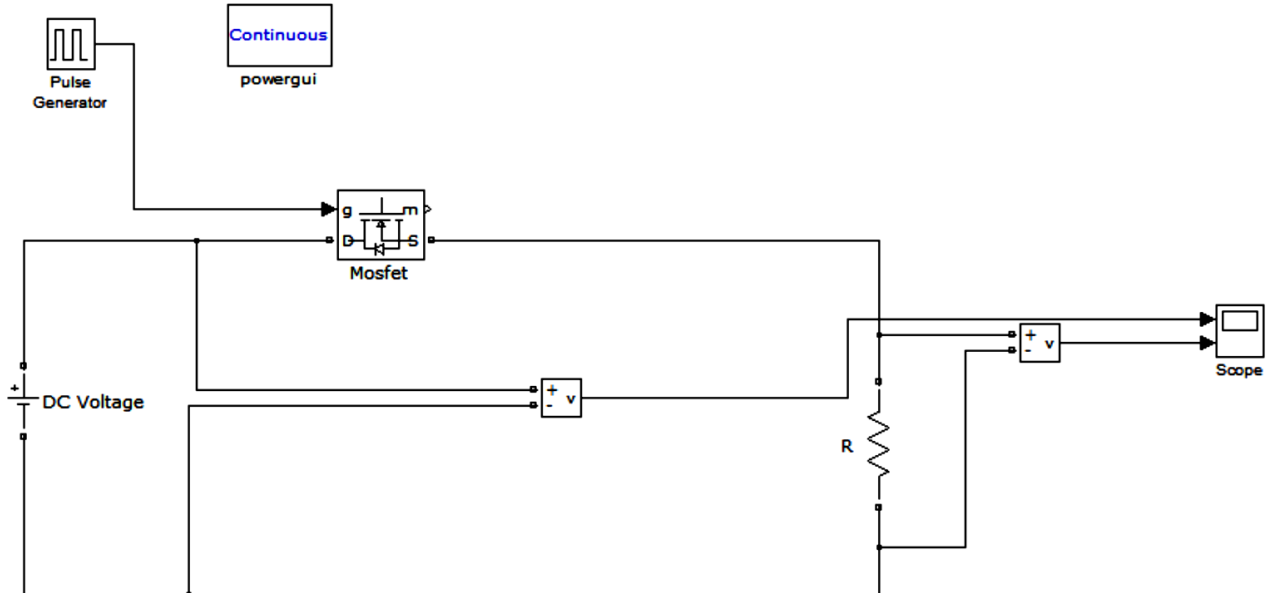 Continuous
powergui
Pulse
Generator
g
m
D
S
Mosfet
+
-
v
Scope
+
DC Voltage
+
-
v
R